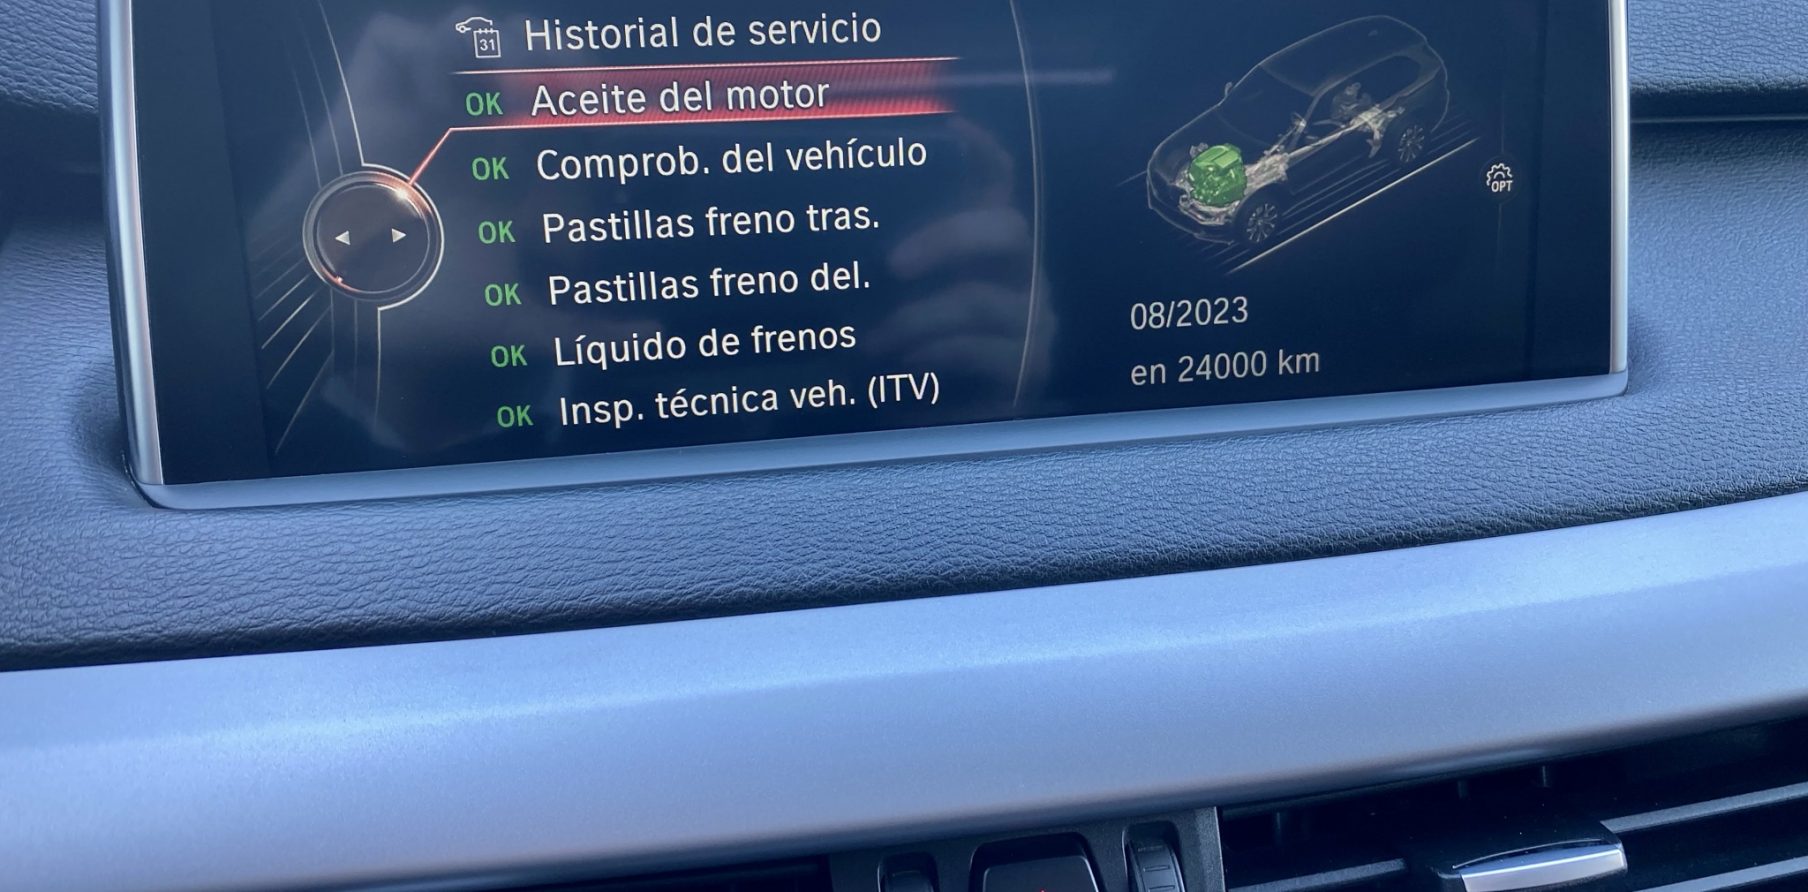 31 Historial de servicio
OK Aceite del motor
OK Comprob. del vehículo
OK Pastillas freno tras.
OK Pastillas freno del.
OK Líquido de frenos
OK Insp. técnica veh. (ITV)
OPT
08/2023
en 24000 km